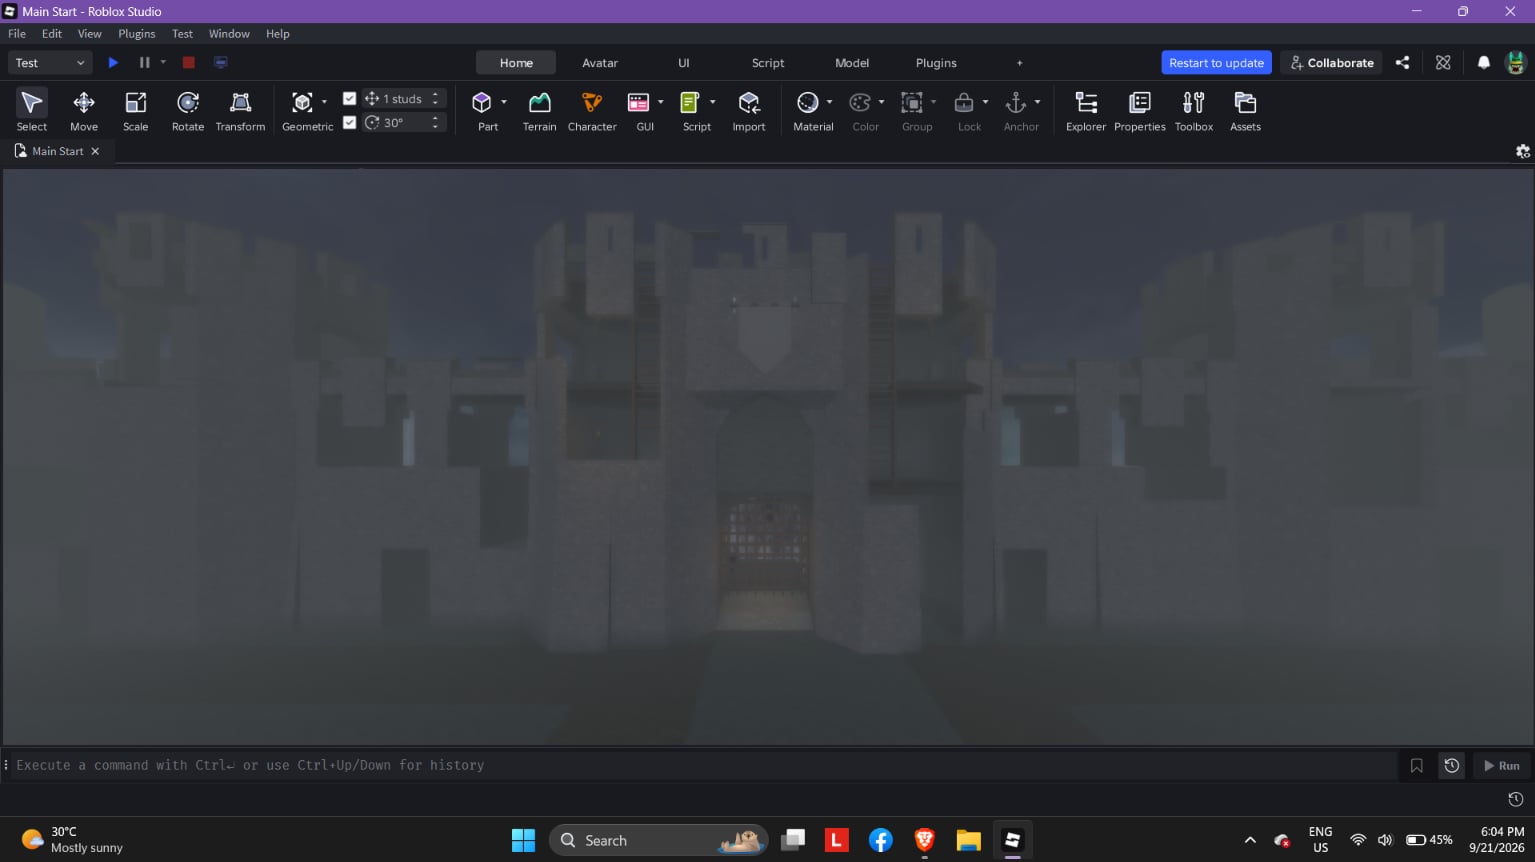 Main Start - Roblox Studio
File Edit View Plugins Test Window Help
Test Home Avatar UI Script Model Plugins + Restart to update Collaborate
1 studs
30°
Select Move Scale Rotate Transform Geometric Part Terrain Character GUI Script Import Material Color Group Lock Anchor Explorer Properties Toolbox Assets
Main Start
Execute a command with Ctrl↵ or use Ctrl+Up/Down for history Run
30°C
Mostly sunny
Search
L
ENG
US
45%
6:04 PM
9/21/2026